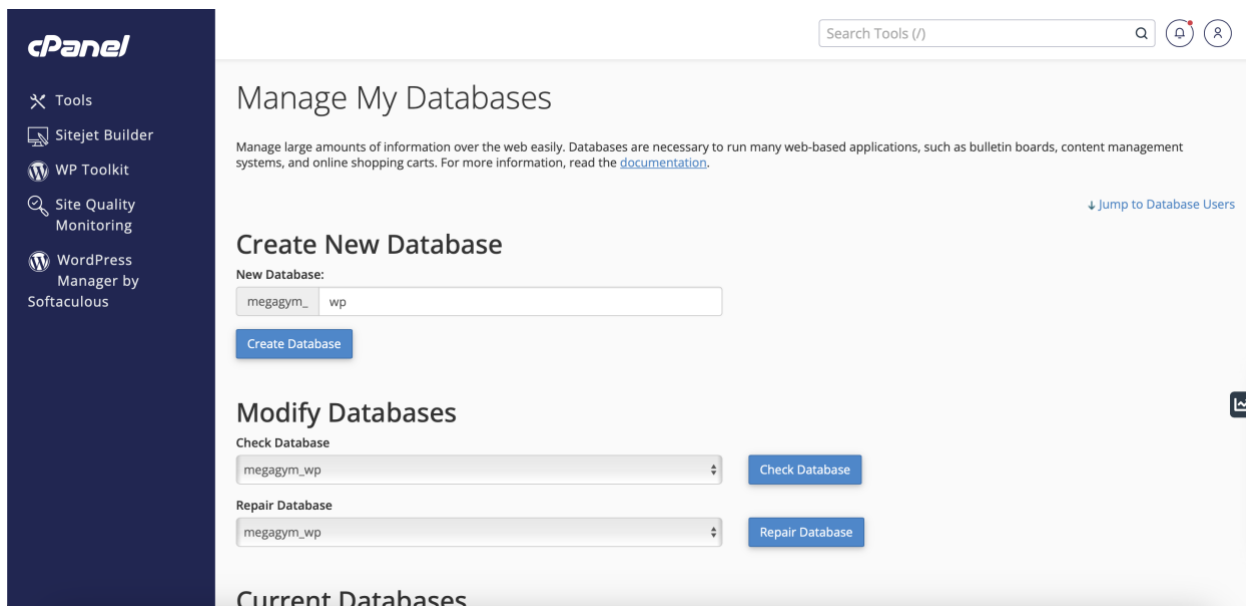 cPanel
Search Tools (/)
Tools
Sitejet Builder
WP Toolkit
Site Quality
Monitoring
WordPress
Manager by
Softaculous
Manage My Databases
Manage large amounts of information over the web easily. Databases are necessary to run many web-based applications, such as bulletin boards, content management
systems, and online shopping carts. For more information, read the documentation.
Jump to Database Users
Create New Database
New Database:
megagym_ wp
Create Database
Modify Databases
Check Database
megagym_wp Check Database
Repair Database
megagym_wp Repair Database
Current Databases